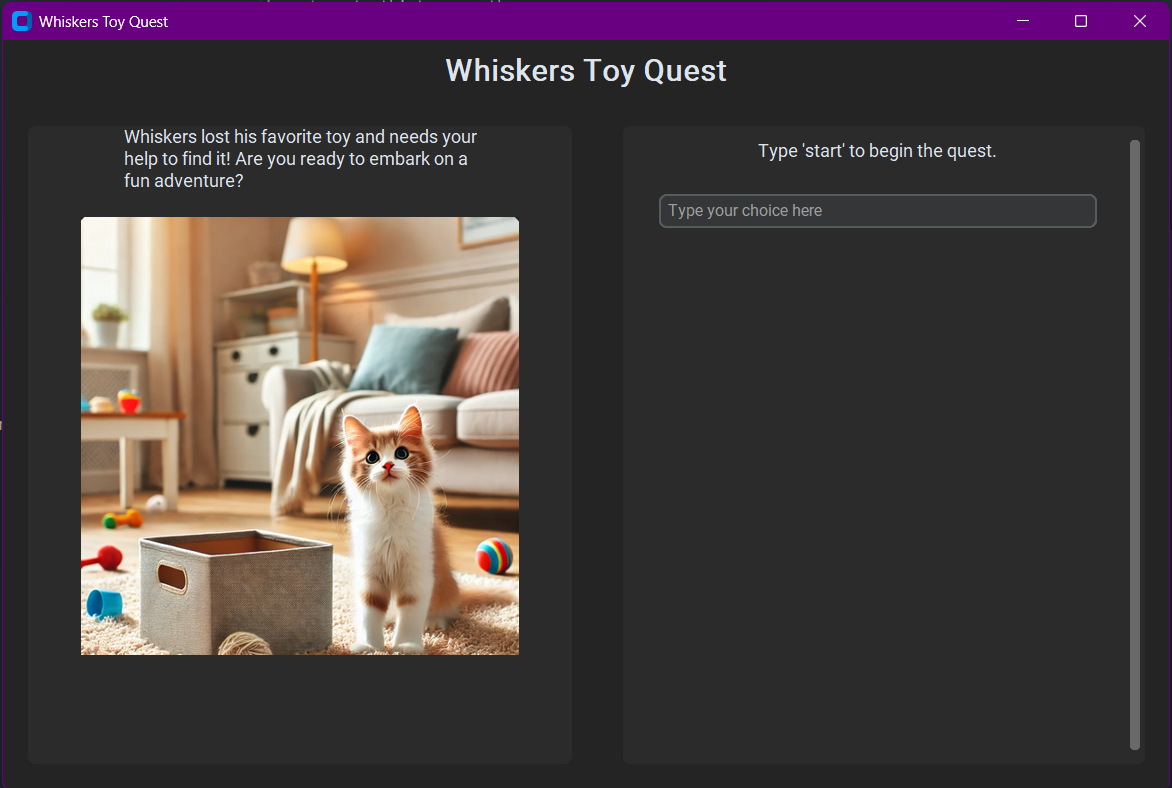 Whiskers Toy Quest
Whiskers Toy Quest
Whiskers lost his favorite toy and needs your
help to find it! Are you ready to embark on a
fun adventure?
Type 'start' to begin the quest.
Type your choice here